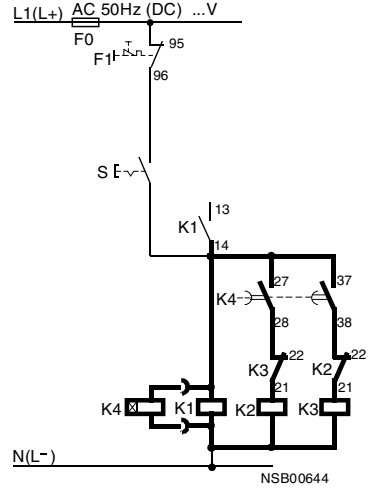 L1(L+) AC 50Hz (DC) ...V
F0
95
F1
96
S
13
K1
14
27 37
K4
28 38
K3 22 K2 22
21 21
K4 K1 K2 K3
N(L-)
NSB00644